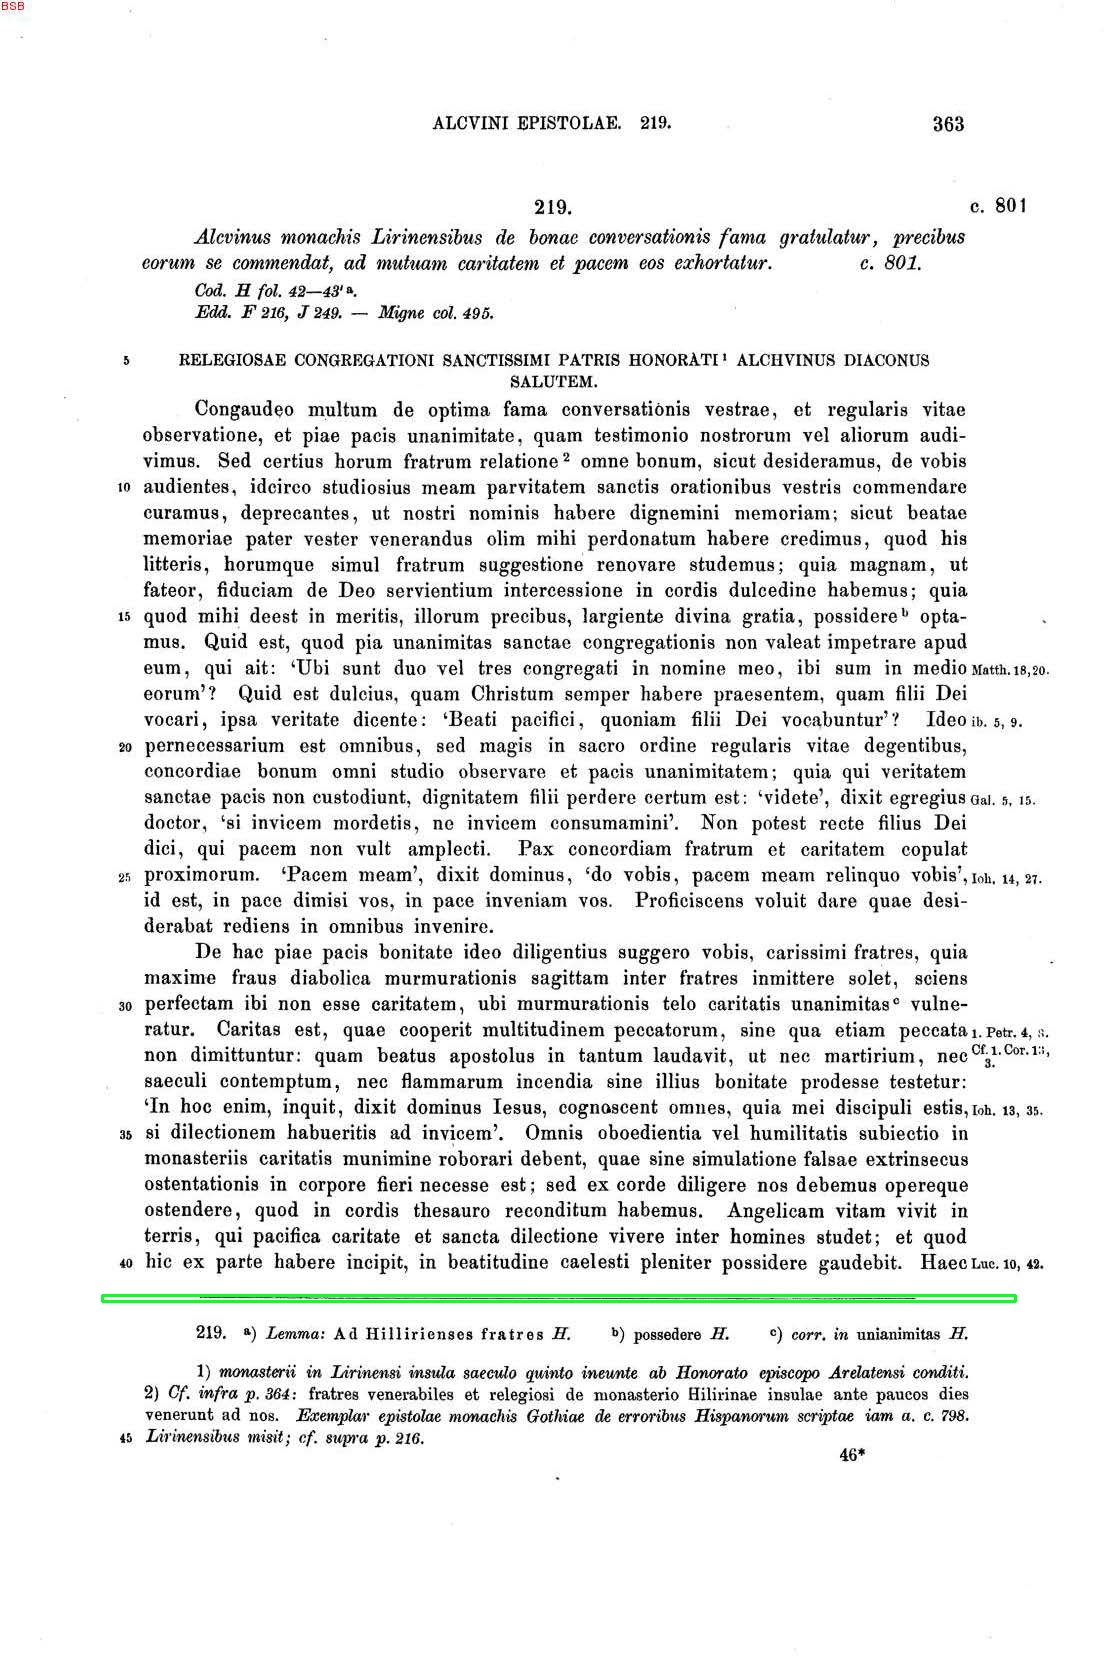 BSB
ALCVINI EPISTOLAE. 219. 363
219. c. 801
Alcvinus monachis Lirinensibus de bonae conversationis fama gratulatur, precibus
eorum se commendat, ad mutuam caritatem et pacem eos exhortatur. c. 801.
Cod. H fol. 42—43' a.
Edd. F 216, J 249. — Migne col. 495.
5 RELEGIOSAE CONGREGATIONI SANCTISSIMI PATRIS HONORATI 1 ALCHVINUS DIACONUS
SALUTEM.
Congaudeo multum de optima fama conversationis vestrae, et regularis vitae
observatione, et piae pacis unanimitate, quam testimonio nostrorum vel aliorum audi-
vimus. Sed certius horum fratrum relatione 2 omne bonum, sicut desideramus, de vobis
10 audientes, idcirco studiosius meam parvitatem sanctis orationibus vestris commendare
curamus, deprecantes, ut nostri nominis habere dignemini memoriam; sicut beatae
memoriae pater vester venerandus olim mihi perdonatum habere credimus, quod his
litteris, horumque simul fratrum suggestione renovare studemus; quia magnam, ut
fateor, fiduciam de Deo servientium intercessione in cordis dulcedine habemus; quia
15 quod mihi deest in meritis, illorum precibus, largiente divina gratia, possidere b opta-
mus. Quid est, quod pia unanimitas sanctae congregationis non valeat impetrare apud
eum, qui ait: ‘Ubi sunt duo vel tres congregati in nomine meo, ibi sum in medio Matth. 18, 20.
eorum’? Quid est dulcius, quam Christum semper habere praesentem, quam filii Dei
vocari, ipsa veritate dicente: ‘Beati pacifici, quoniam filii Dei vocabuntur’? Ideo ib. 5, 9.
20 pernecessarium est omnibus, sed magis in sacro ordine regularis vitae degentibus,
concordiae bonum omni studio observare et pacis unanimitatem; quia qui veritatem
sanctae pacis non custodiunt, dignitatem filii perdere certum est: ‘videte’, dixit egregius Gal. 5, 15.
doctor, ‘si invicem mordetis, ne invicem consumamini’. Non potest recte filius Dei
dici, qui pacem non vult amplecti. Pax concordiam fratrum et caritatem copulat
25 proximorum. ‘Pacem meam’, dixit dominus, ‘do vobis, pacem meam relinquo vobis’, Ioh. 14, 27.
id est, in pace dimisi vos, in pace inveniam vos. Proficiscens voluit dare quae desi-
derabat rediens in omnibus invenire.
De hac piae pacis bonitate ideo diligentius suggero vobis, carissimi fratres, quia
maxime fraus diabolica murmurationis sagittam inter fratres inmittere solet, sciens
30 perfectam ibi non esse caritatem, ubi murmurationis telo caritatis unanimitas c vulne-
ratur. Caritas est, quae cooperit multitudinem peccatorum, sine qua etiam peccata 1. Petr. 4, 8.
non dimittuntur: quam beatus apostolus in tantum laudavit, ut nec martirium, nec Cf. 1. Cor. 13,
3.
saeculi contemptum, nec flammarum incendia sine illius bonitate prodesse testetur:
‘In hoc enim, inquit, dixit dominus Iesus, cognoscent omnes, quia mei discipuli estis, Ioh. 13, 35.
35 si dilectionem habueritis ad invicem’. Omnis oboedientia vel humilitatis subiectio in
monasteriis caritatis munimine roborari debent, quae sine simulatione falsae extrinsecus
ostentationis in corpore fieri necesse est; sed ex corde diligere nos debemus opereque
ostendere, quod in cordis thesauro reconditum habemus. Angelicam vitam vivit in
terris, qui pacifica caritate et sancta dilectione vivere inter homines studet; et quod
40 hic ex parte habere incipit, in beatitudine caelesti pleniter possidere gaudebit. Haec Luc. 10, 42.
219. a) Lemma: Ad Hillirienses fratres H. b) possedere H. c) corr. in unianimitas H.
1) monasterii in Lirinensi insula saeculo quinto ineunte ab Honorato episcopo Arelatensi conditi.
2) Cf. infra p. 364: fratres venerabiles et relegiosi de monasterio Hilirinae insulae ante paucos dies
venerunt ad nos. Exemplar epistolae monachis Gothiae de erroribus Hispanorum scriptae iam a. c. 798.
45 Lirinensibus misit; cf. supra p. 216.
46*